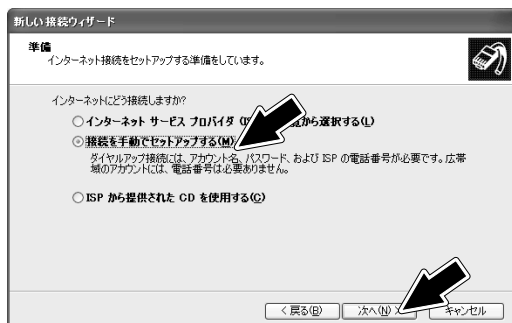 新しい接続ウィザード
準備
インターネット接続をセットアップする準備をしています。
インターネットにどう接続しますか?
インターネット サービス プロバイダ (IS から選択する(L)
接続を手動でセットアップする(M)
ダイヤルアップ接続には、アカウント名、パスワード、および ISP の電話番号が必要です。広帯
域のアカウントには、電話番号は必要ありません。
ISP から提供された CD を使用する(C)
< 戻る(B)
次へ(N) >
キャンセル